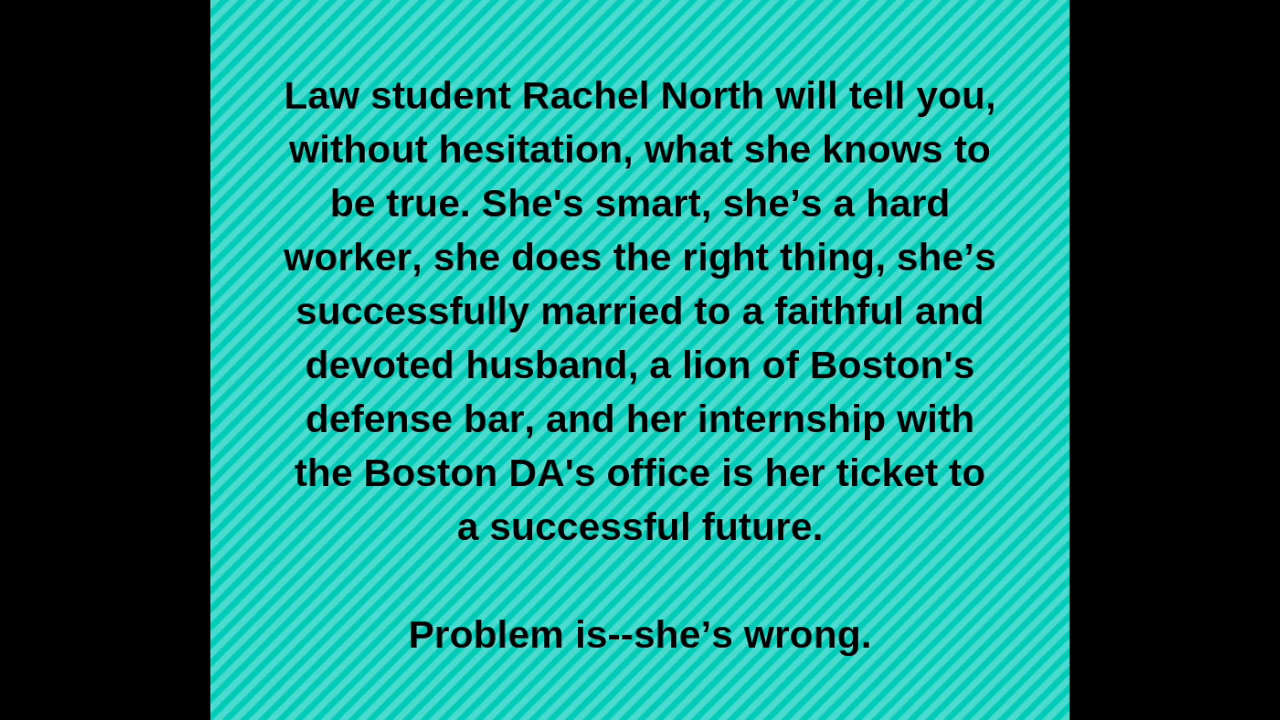 Law student Rachel North will tell you,
without hesitation, what she knows to
be true. She's smart, she’s a hard
worker, she does the right thing, she’s
successfully married to a faithful and
devoted husband, a lion of Boston's
defense bar, and her internship with
the Boston DA's office is her ticket to
a successful future.
Problem is--she’s wrong.